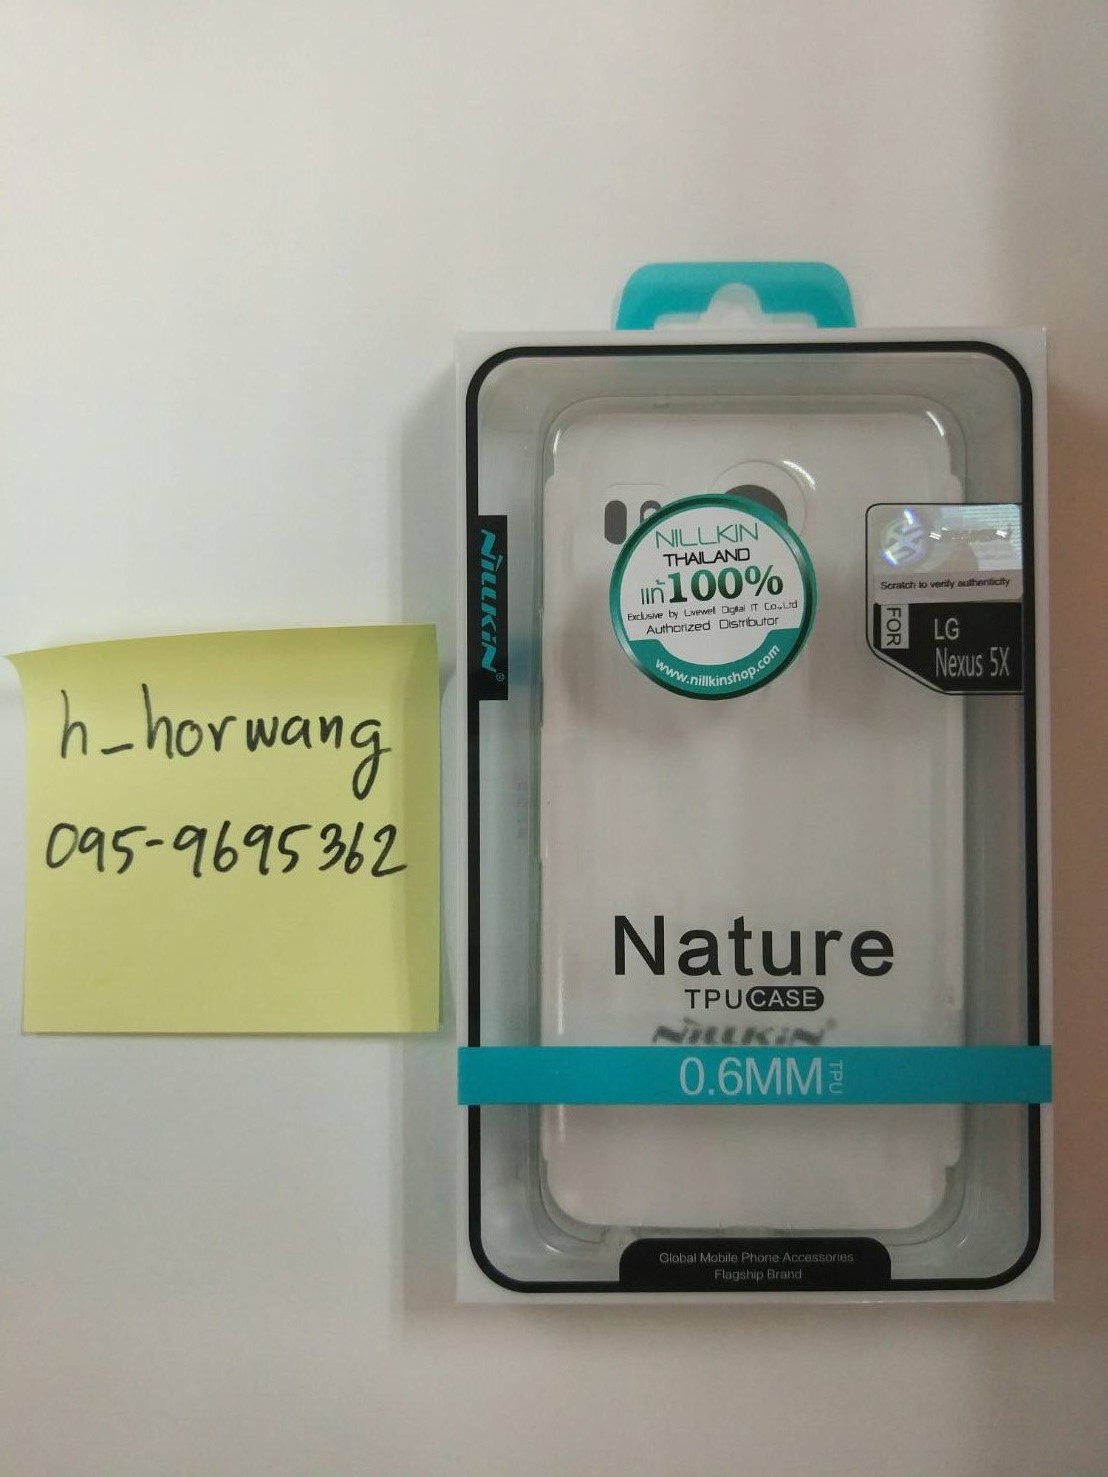 h_horwang
095-9695362
NILLKIN®
NILLKIN
THAILAND
แท้100%
Exclusive by Livewell Digital IT Co.,Ltd
Authorized Distributor
www.nillkinshop.com
Scratch to verify authenticity
FOR
LG
Nexus 5X
Nature
TPU CASE
NILLKIN®
0.6MM TPU
Global Mobile Phone Accessories
Flagship Brand